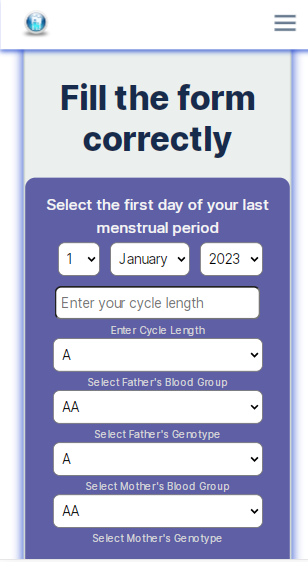 Fill the form
correctly
Select the first day of your last
menstrual period
1 January 2023
Enter your cycle length
Enter Cycle Length
A
Select Father's Blood Group
AA
Select Father's Genotype
A
Select Mother's Blood Group
AA
Select Mother's Genotype